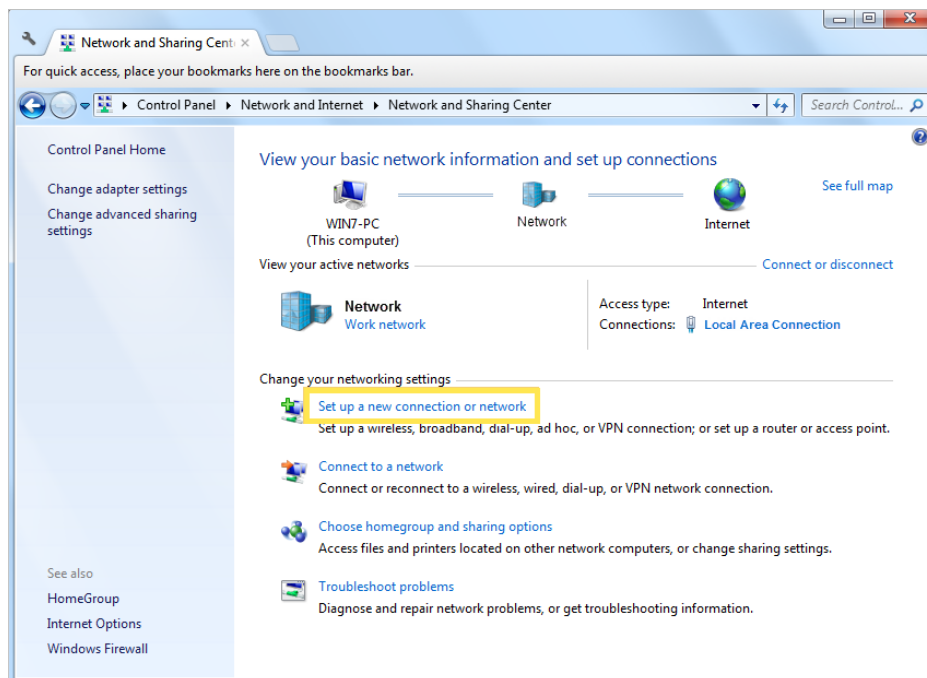 Network and Sharing Cent
For quick access, place your bookmarks here on the bookmarks bar.
Control Panel Network and Internet Network and Sharing Center
Search Control...
Control Panel Home
Change adapter settings
Change advanced sharing
settings
See also
HomeGroup
Internet Options
Windows Firewall
View your basic network information and set up connections
See full map
WIN7-PC
(This computer)
Network
Internet
View your active networks
Connect or disconnect
Network
Work network
Access type: Internet
Connections: Local Area Connection
Change your networking settings
Set up a new connection or network
Set up a wireless, broadband, dial-up, ad hoc, or VPN connection; or set up a router or access point.
Connect to a network
Connect or reconnect to a wireless, wired, dial-up, or VPN network connection.
Choose homegroup and sharing options
Access files and printers located on other network computers, or change sharing settings.
Troubleshoot problems
Diagnose and repair network problems, or get troubleshooting information.